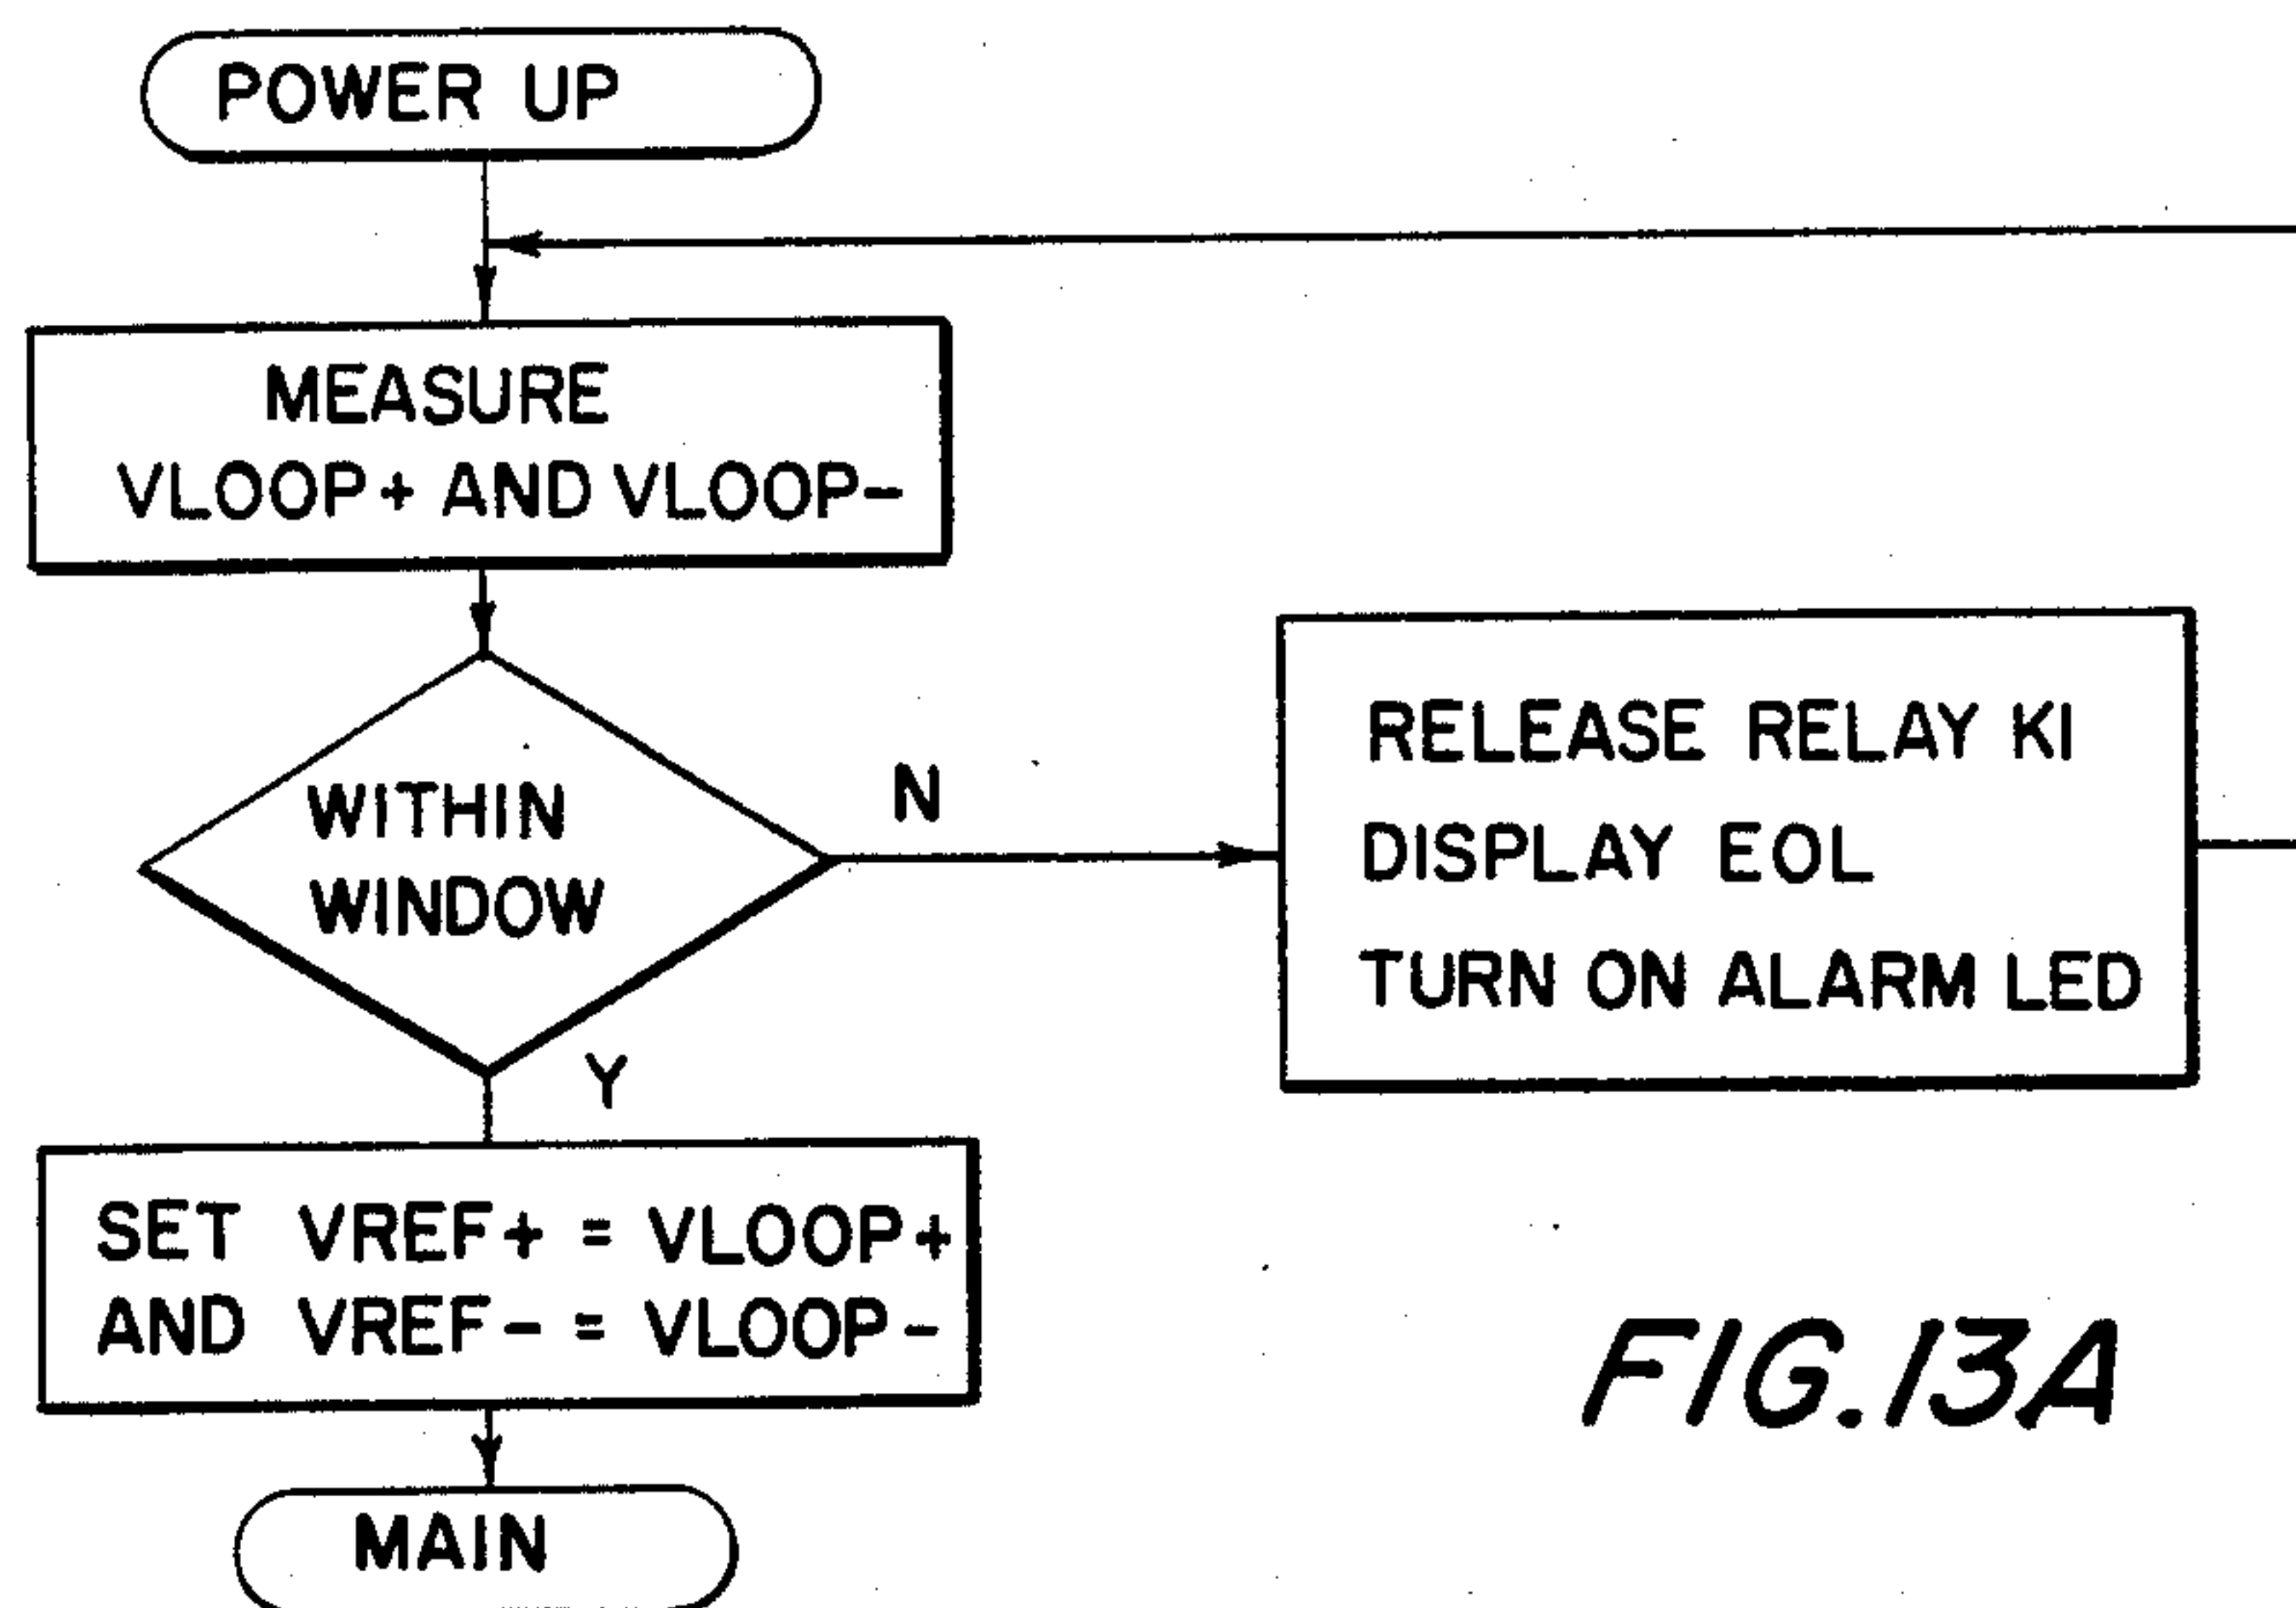 POWER UP
MEASURE
VLOOP+ AND VLOOP-
WITHIN
WINDOW
N
RELEASE RELAY K1
DISPLAY EOL
TURN ON ALARM LED
Y
SET VREF+ = VLOOP+
AND VREF- = VLOOP-
MAIN
FIG.13A